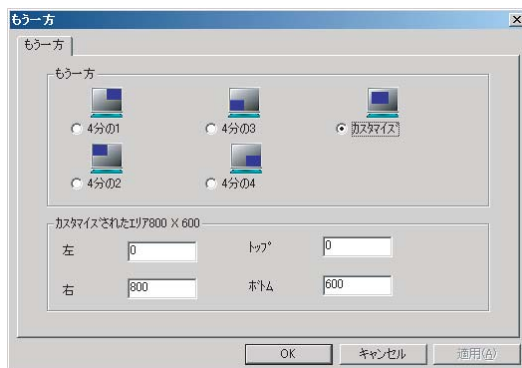 もう一方
もう一方
もう一方
4分の1
4分の3
カスタマイズ
4分の2
4分の4
カスタマイズされたエリア800 X 600
左 0 トップ 0
右 800 ボトム 600
OK キャンセル 適用(A)